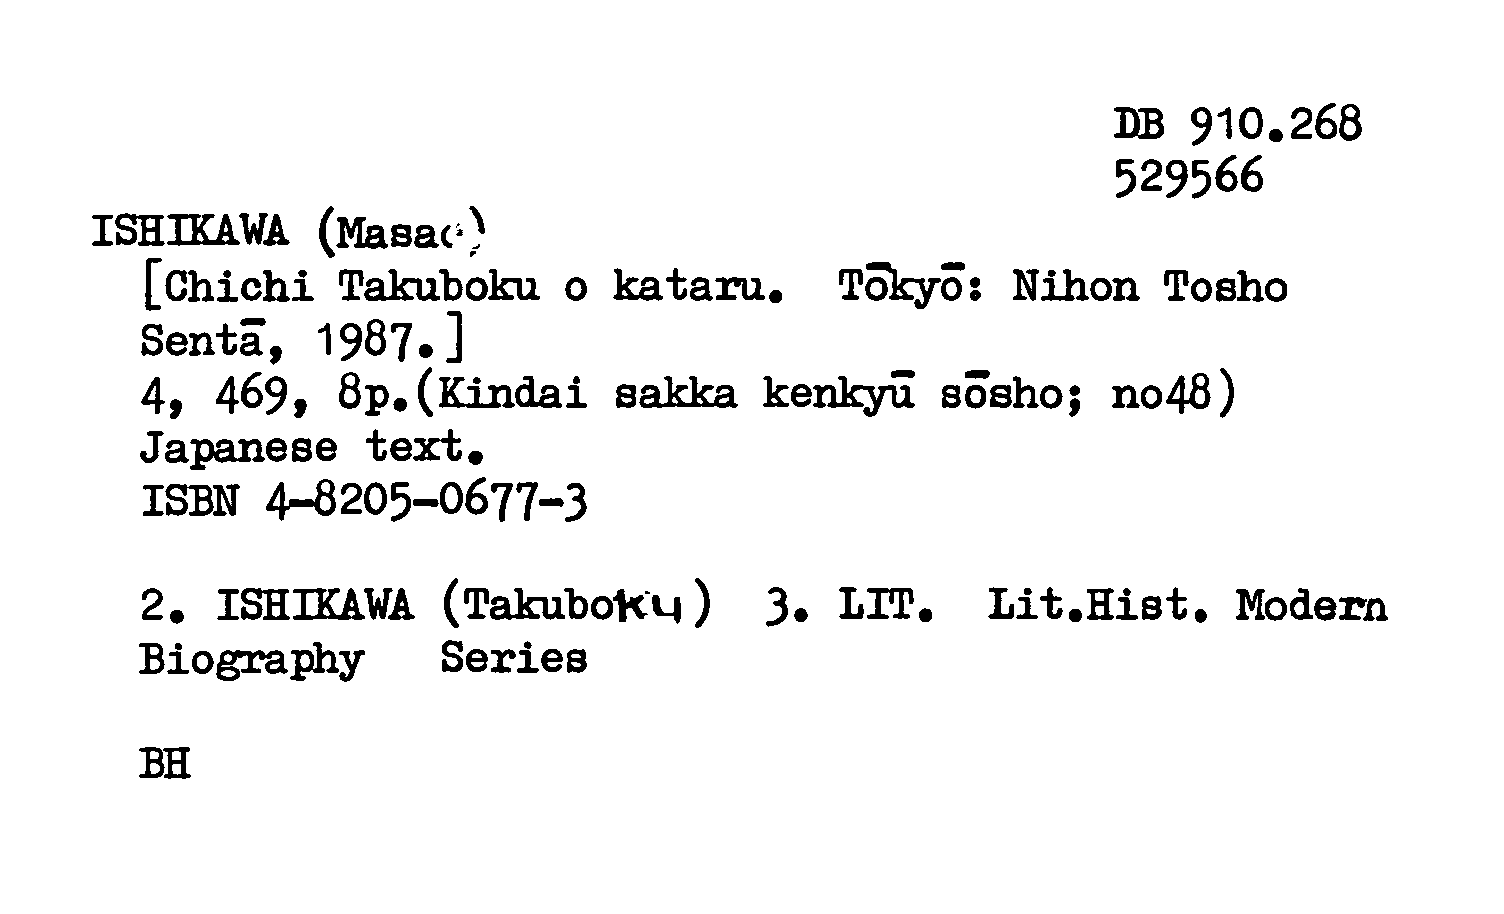 DB 910.268
529566
ISHIKAWA (Masao)
[Chichi Takuboku o kataru. Tōkyō: Nihon Tosho
Sentā, 1987.]
4, 469, 8p.(Kindai sakka kenkyū sōsho; no48)
Japanese text.
ISBN 4-8205-0677-3
2. ISHIKAWA (Takuboku) 3. LIT. Lit.Hist. Modern
Biography Series
BH